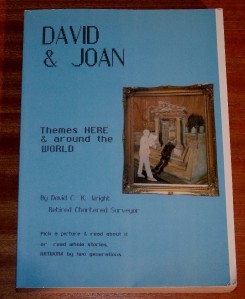 DAVID
& JOAN
Themes HERE
& around the
WORLD
By David C. R. Wright
Retired Chartered Surveyor
Pick a picture & read about it
or read whole stories
by two generations